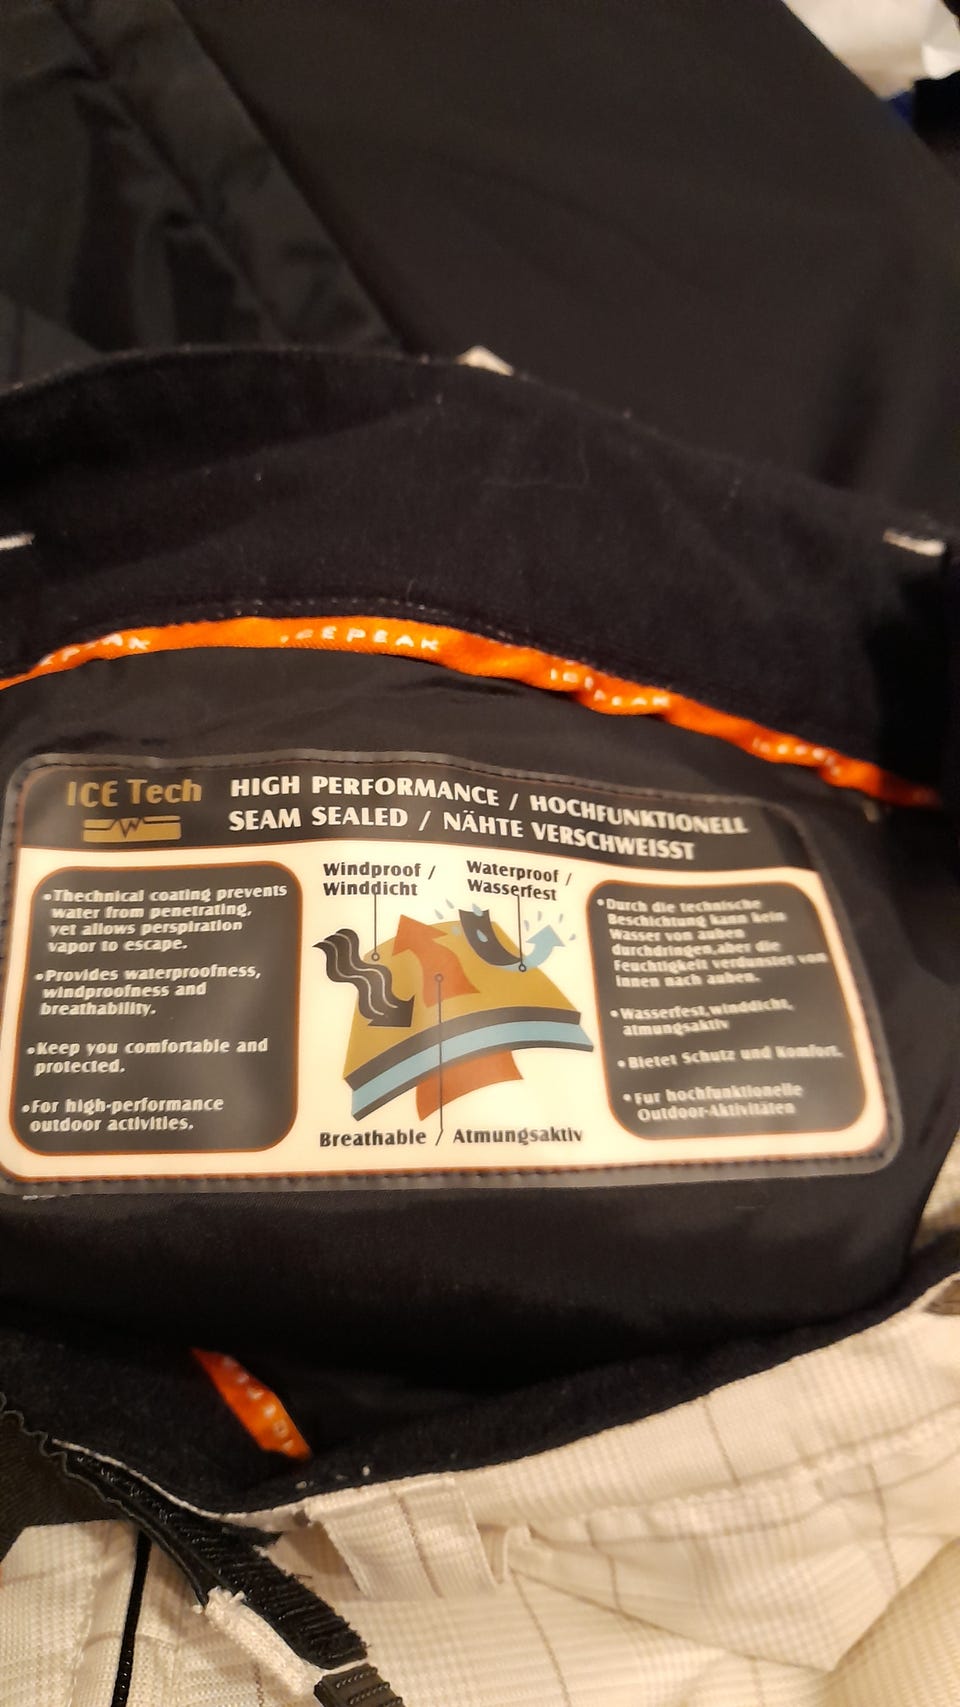 ICEPEAK
ICE Tech
HIGH PERFORMANCE / HOCHFUNKTIONELL
SEAM SEALED / NÄHTE VERSCHWEISST
•Thechnical coating prevents
water from penetrating,
yet allows perspiration
vapor to escape.
•Provides waterproofness,
windproofness and
breathability.
•Keep you comfortable and
protected.
•For high-performance
outdoor activities.
Windproof /
Winddicht
Waterproof /
Wasserfest
Breathable / Atmungsaktiv
•Durch die technische
Beschichtung kann kein
Wasser von auben
durchdringen,aber die
Feuchtigkeit verdunstet von
innen nach auben.
•Wasserfest,winddicht,
atmungsaktiv
•Bietet Schutz und Komfort.
•Fur hochfunktionelle
Outdoor-Aktivitäten